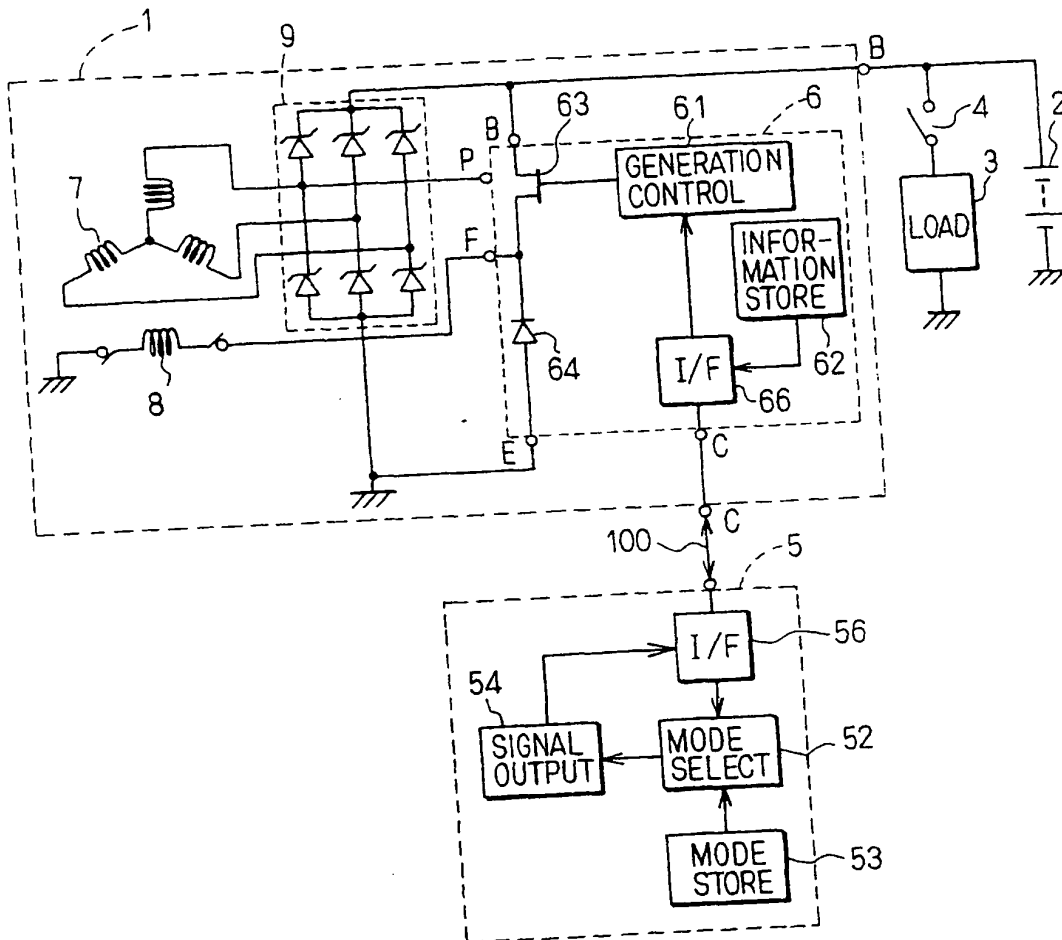 1
9
B
6
63
61
2
4
B
P
GENERATION
CONTROL
3
7
LOAD
F
INFOR-
MATION
STORE
64
I/F
62
8
66
E
C
C
100
5
I/F
56
54
SIGNAL
OUTPUT
MODE
SELECT
52
MODE
STORE
53